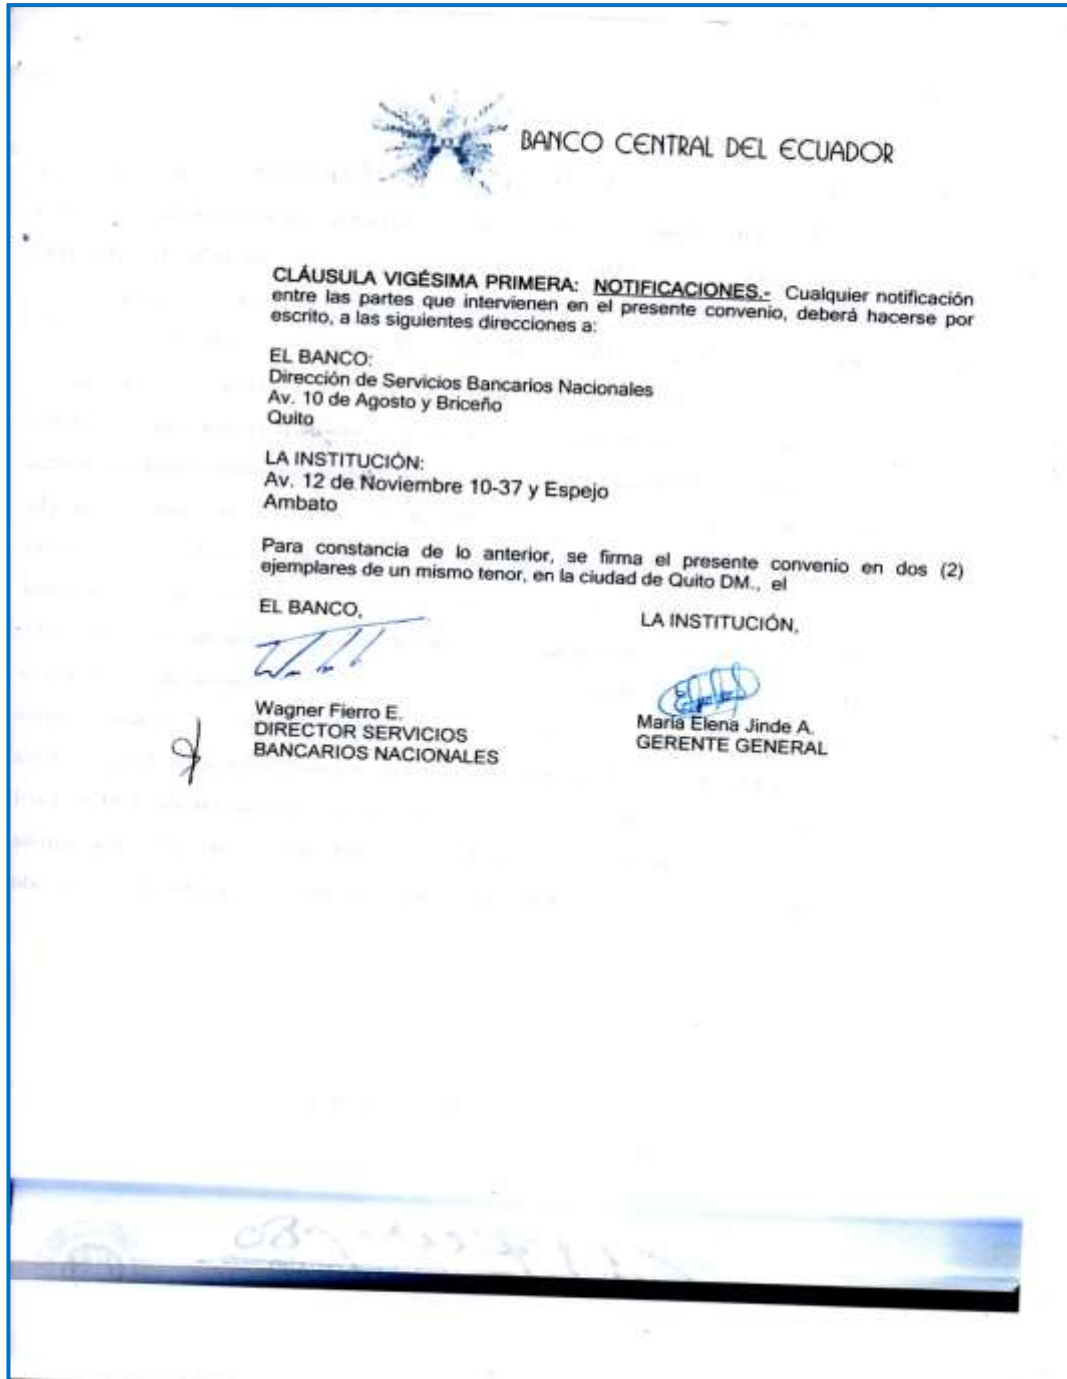 BANCO CENTRAL DEL ECUADOR
CLÁUSULA VIGÉSIMA PRIMERA: NOTIFICACIONES.- Cualquier notificación
entre las partes que intervienen en el presente convenio, deberá hacerse por
escrito, a las siguientes direcciones a:
EL BANCO:
Dirección de Servicios Bancarios Nacionales
Av. 10 de Agosto y Briceño
Quito
LA INSTITUCIÓN:
Av. 12 de Noviembre 10-37 y Espejo
Ambato
Para constancia de lo anterior, se firma el presente convenio en dos (2)
ejemplares de un mismo tenor, en la ciudad de Quito DM., el
EL BANCO,
LA INSTITUCIÓN,
Wagner Fierro E.
DIRECTOR SERVICIOS
BANCARIOS NACIONALES
María Elena Jinde A.
GERENTE GENERAL